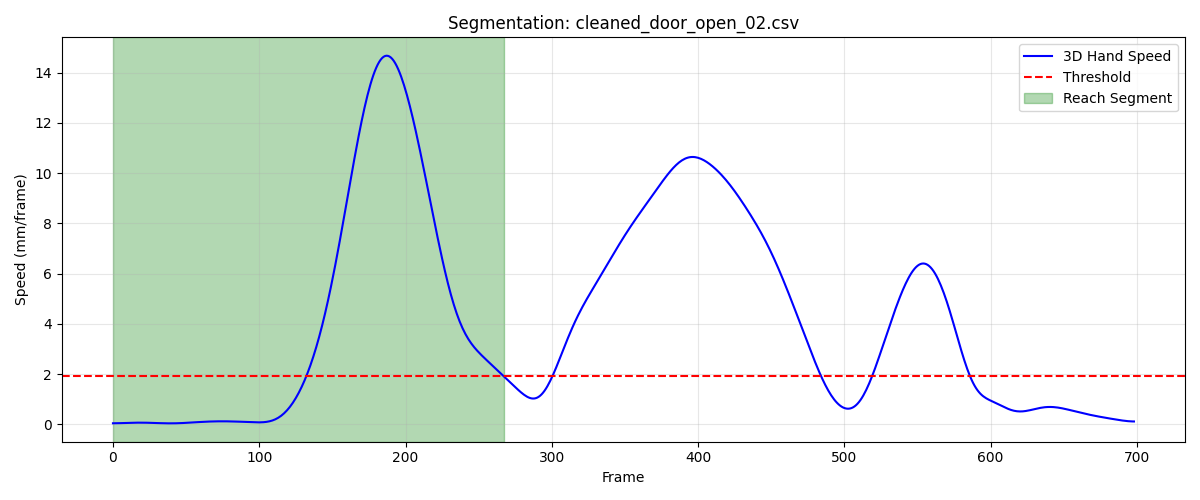 Segmentation: cleaned_door_open_02.csv
3D Hand Speed
Threshold
Reach Segment
Speed (mm/frame)
14
12
10
8
6
4
2
0
0 100 200 300 400 500 600 700
Frame